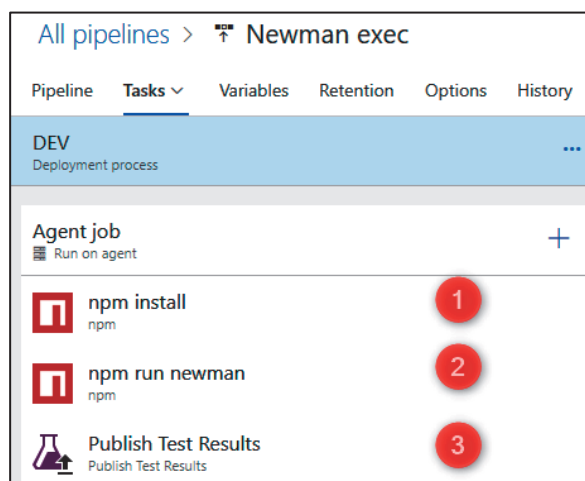 All pipelines > Newman exec
Pipeline Tasks Variables Retention Options History
DEV
...
Deployment process
Agent job
+
Run on agent
npm install
npm
1
npm run newman
npm
2
Publish Test Results
Publish Test Results
3